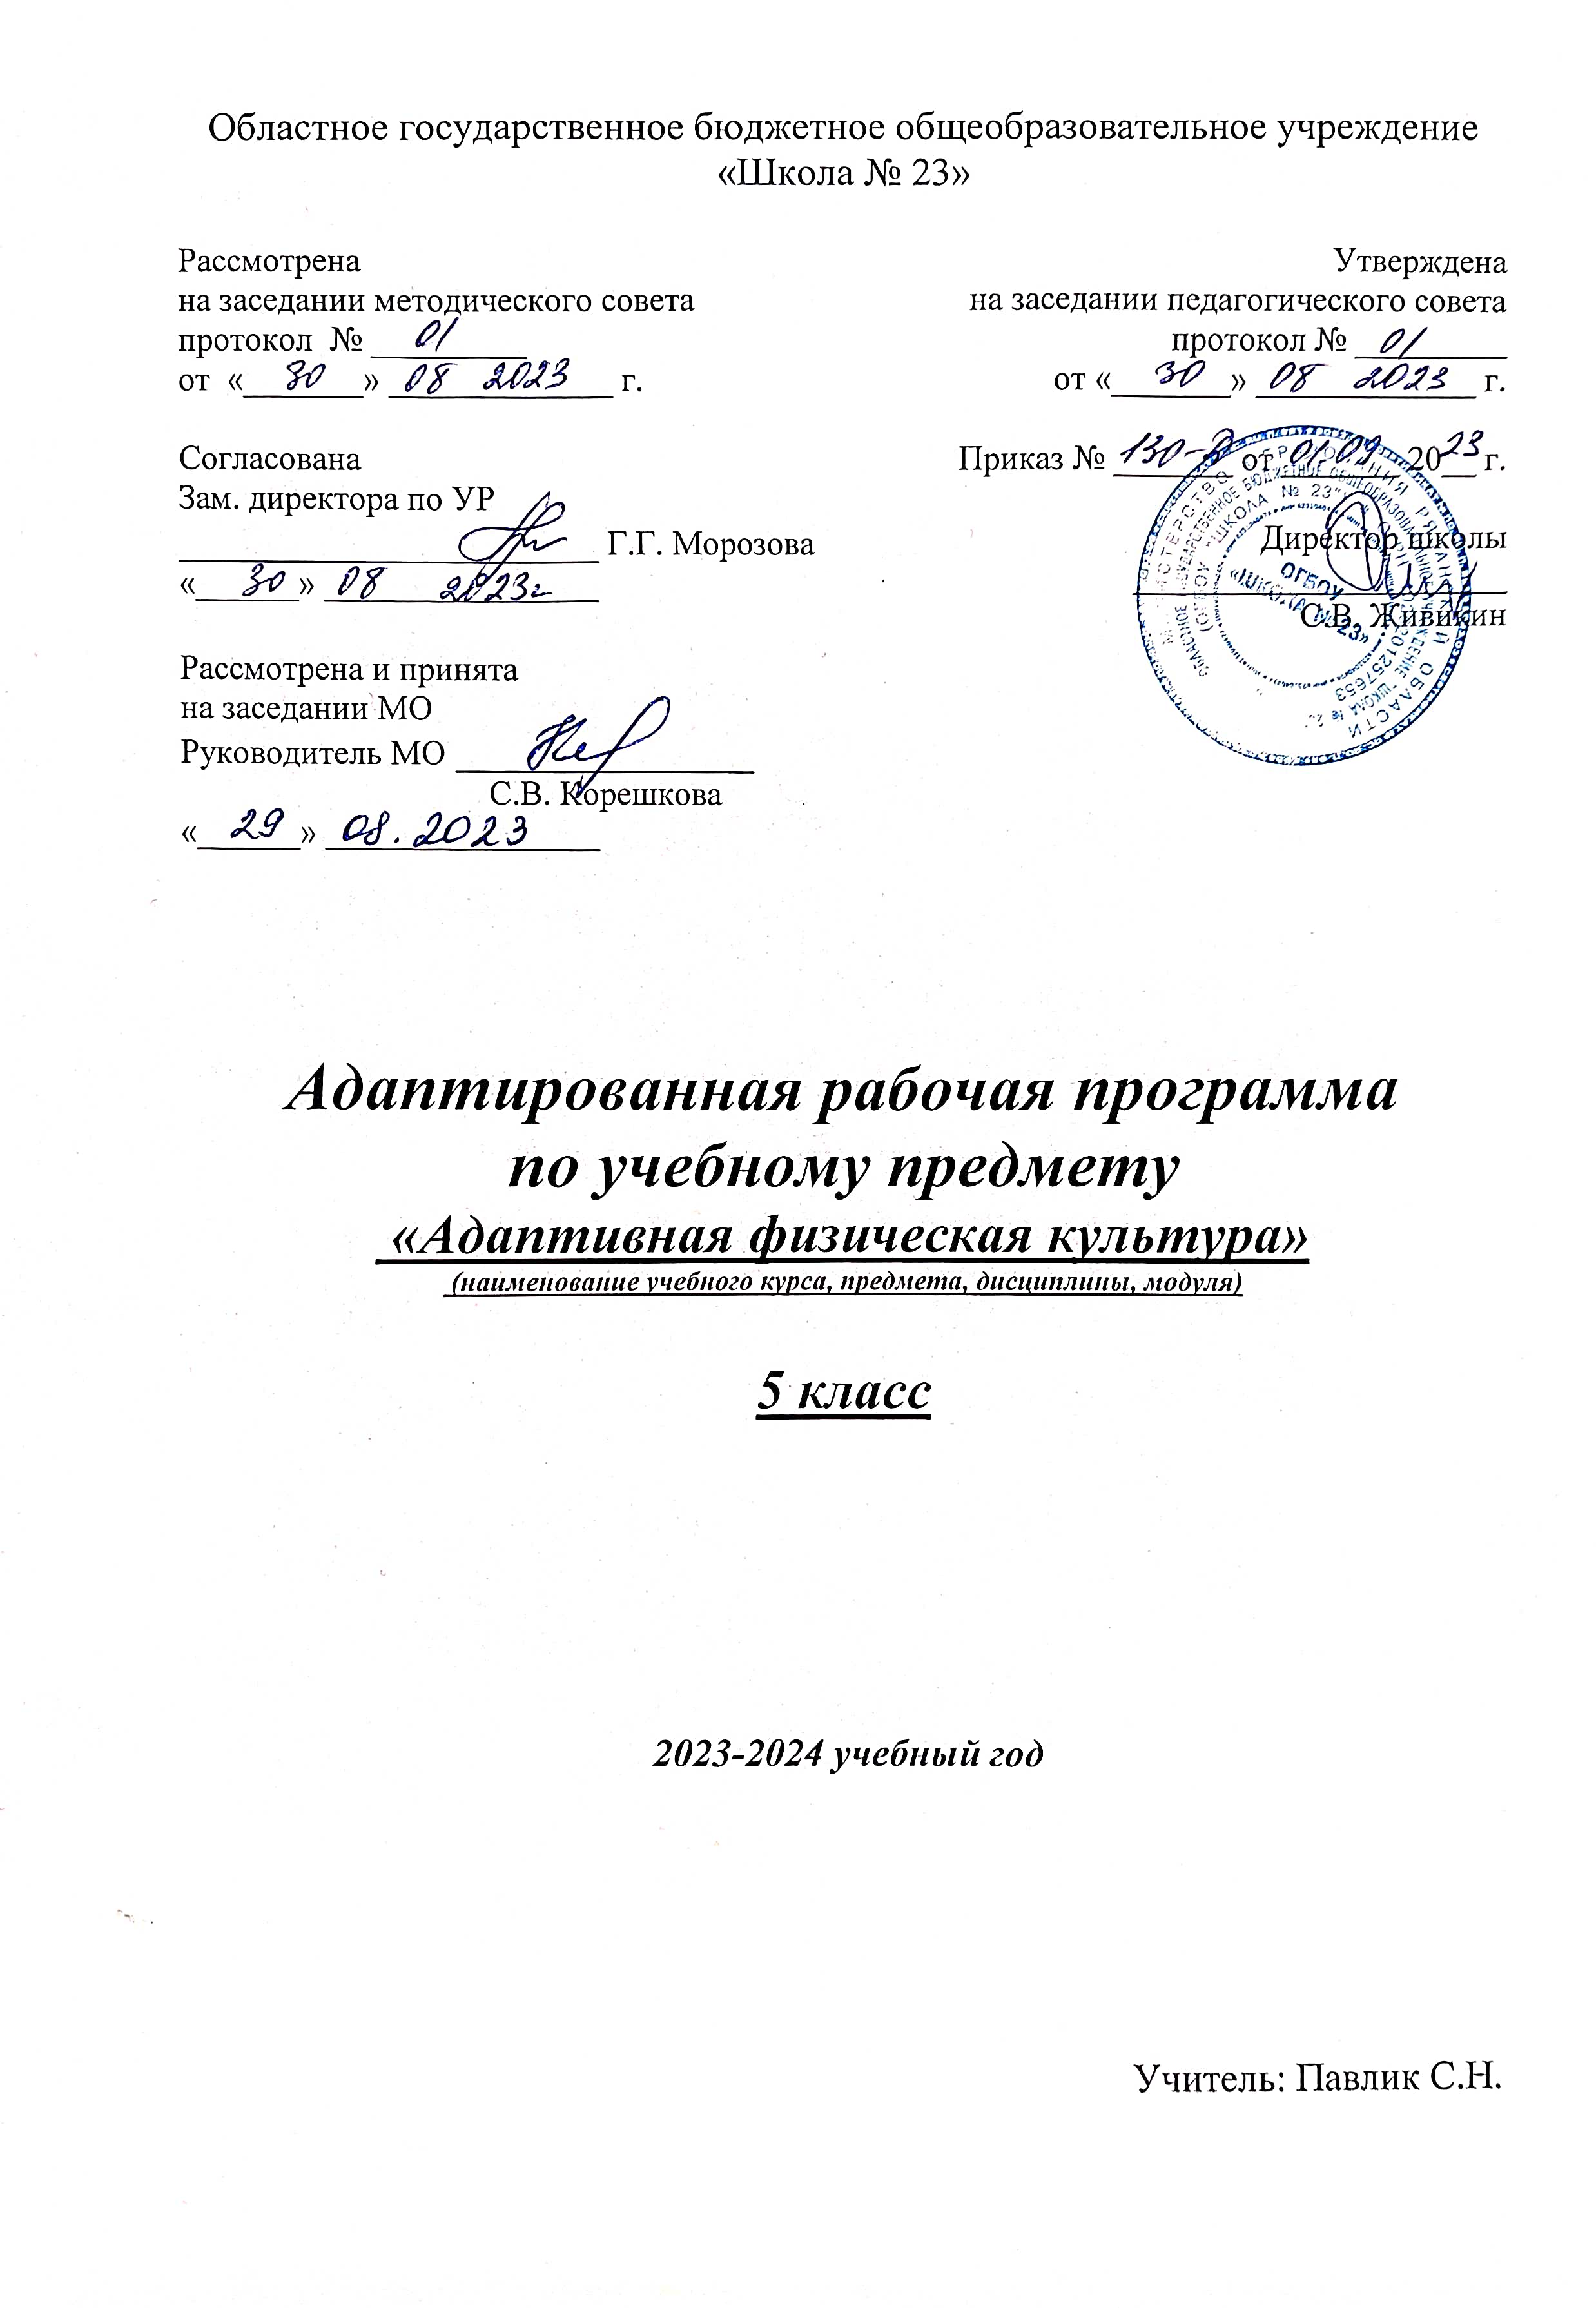 Областное государственное бюджетное общеобразовательное учреждение
«Школа № 23»
Рассмотрена
на заседании методического совета
протокол № 01
от «30» 08 2023 г.
Утверждена
на заседании педагогического совета
протокол № 01
от «30» 08 2023 г.
Согласована
Зам. директора по УР
Г.Г. Морозова
«30» 08 2023г
Приказ № 130-д от 01.09 2023 г.
Директор школы
С.В. Живикин
ОГБОУ
«ШКОЛА №23»
Рассмотрена и принята
на заседании МО
Руководитель МО
С.В. Корешкова
«29» 08.2023
Адаптированная рабочая программа
по учебному предмету
«Адаптивная физическая культура»
(наименование учебного курса, предмета, дисциплины, модуля)
5 класс
2023-2024 учебный год
Учитель: Павлик С.Н.